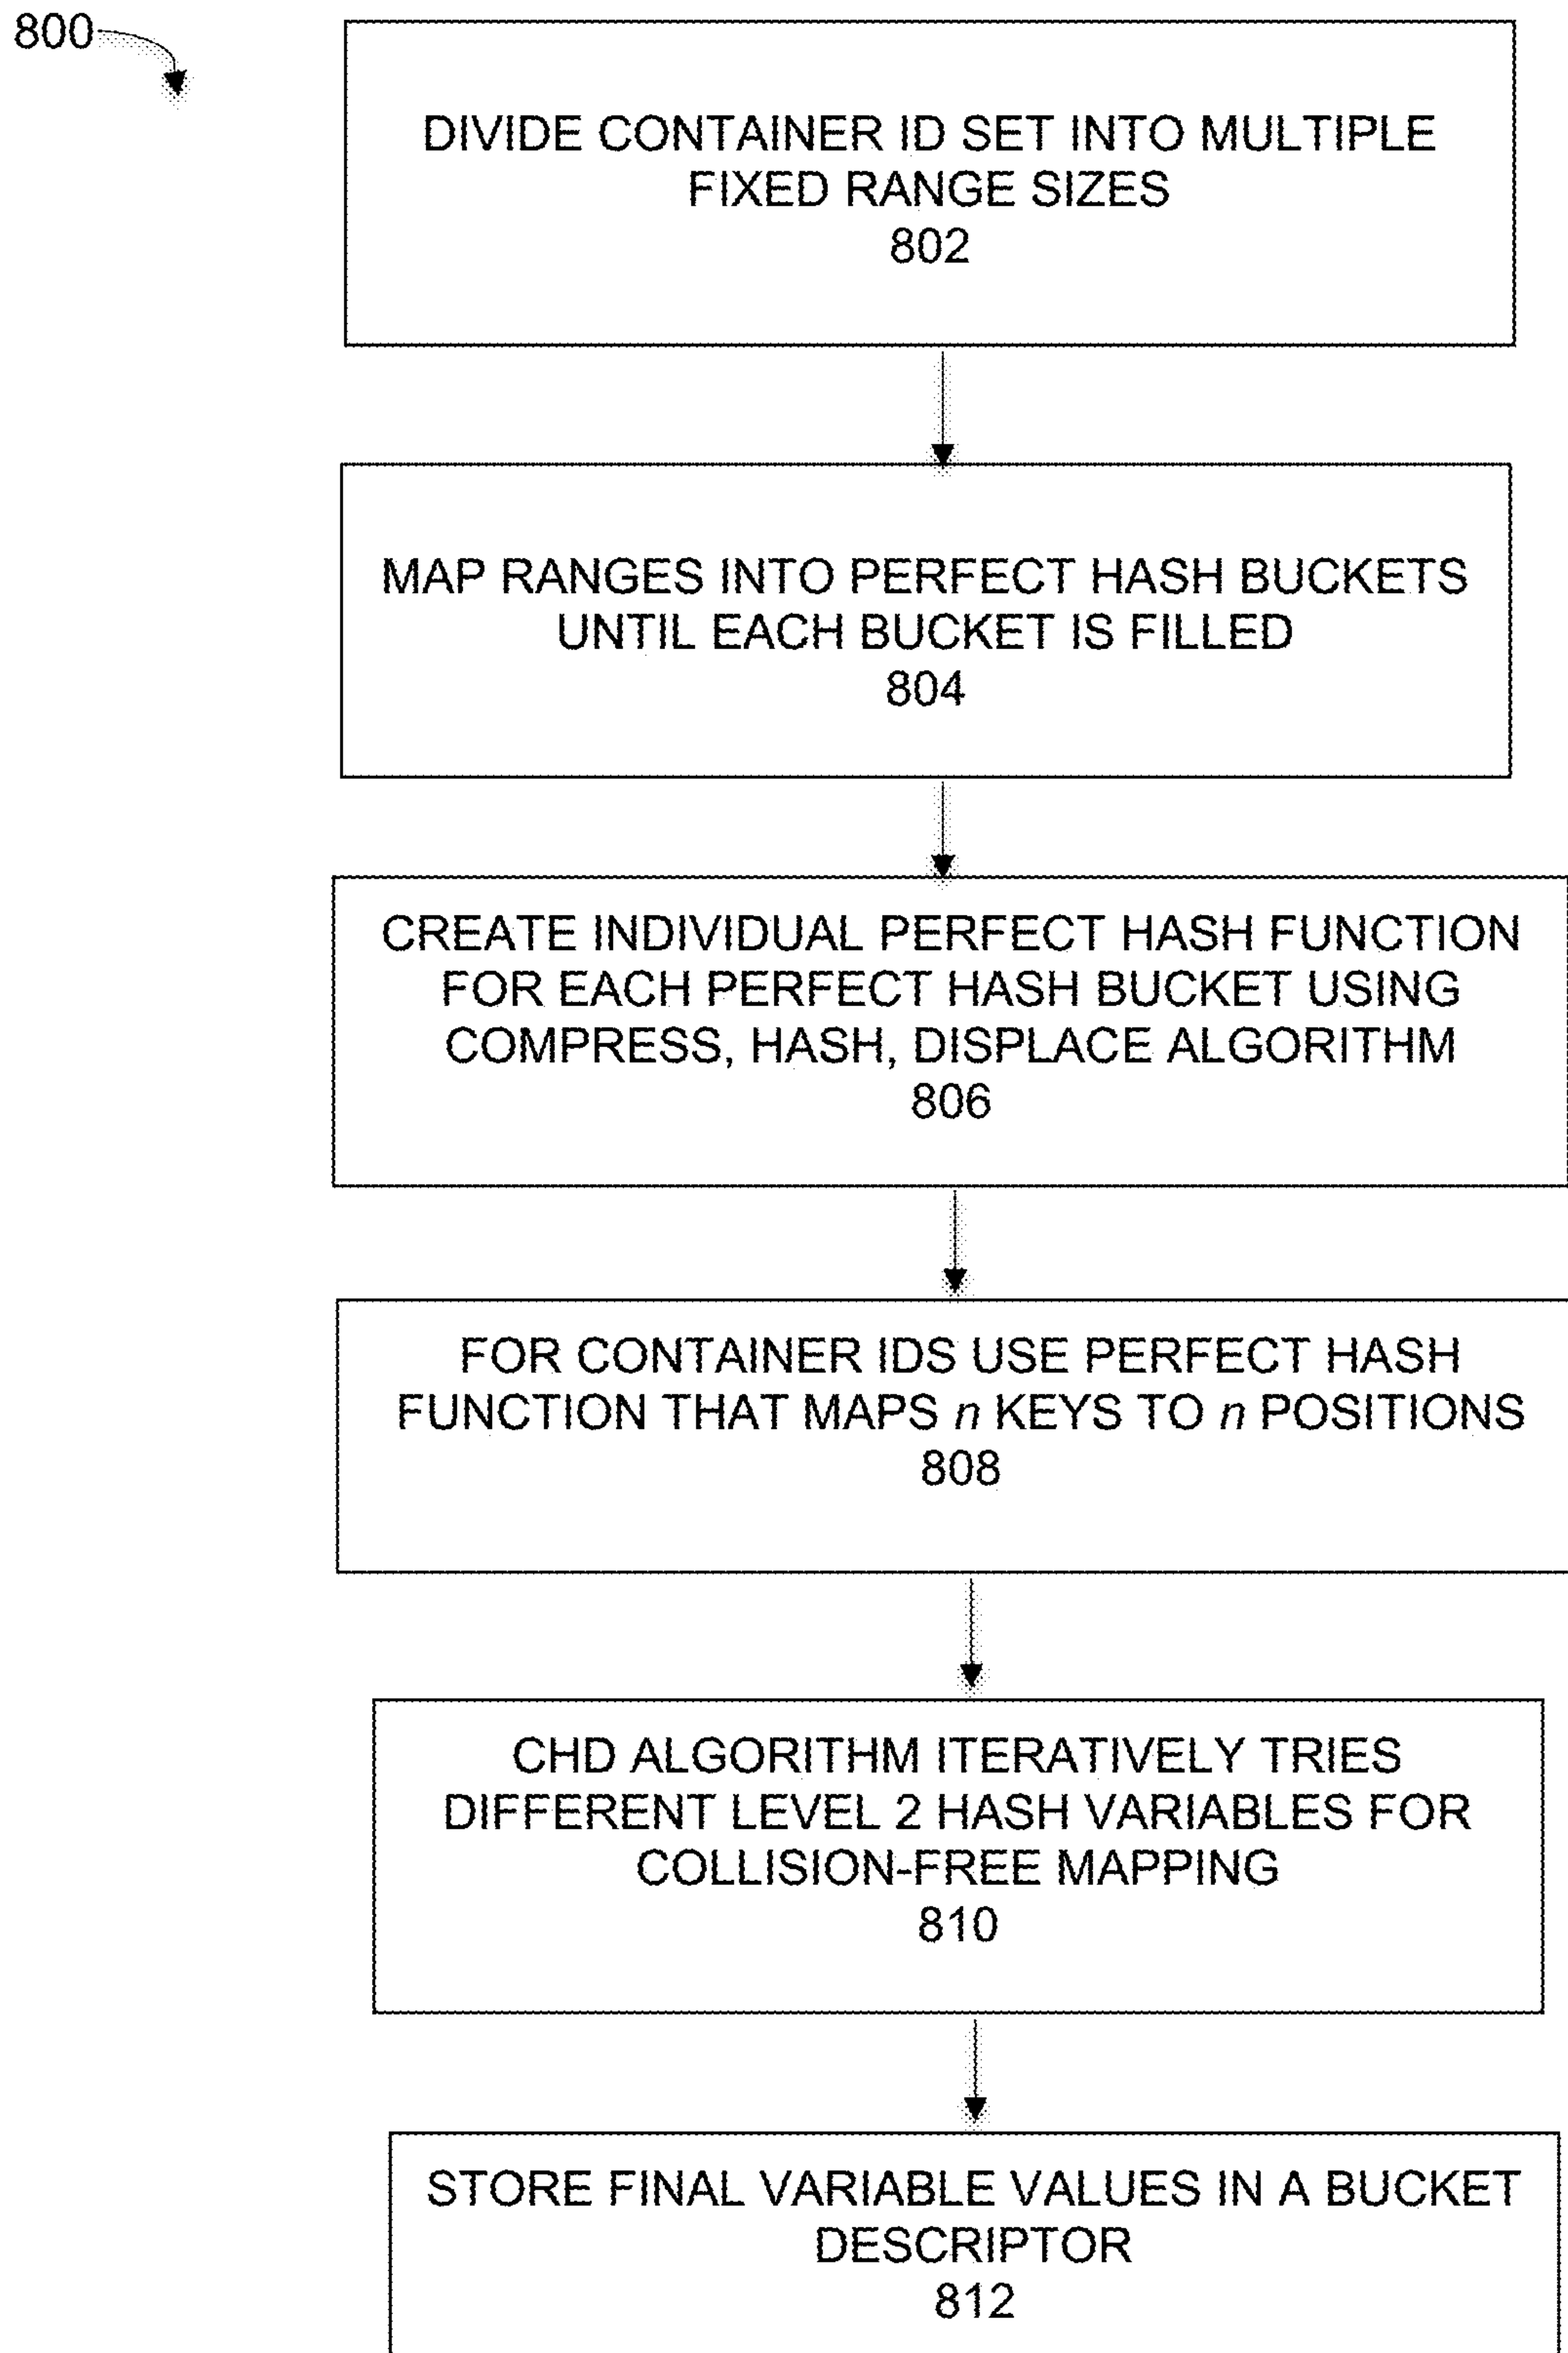 800
DIVIDE CONTAINER ID SET INTO MULTIPLE
FIXED RANGE SIZES
802
MAP RANGES INTO PERFECT HASH BUCKETS
UNTIL EACH BUCKET IS FILLED
804
CREATE INDIVIDUAL PERFECT HASH FUNCTION
FOR EACH PERFECT HASH BUCKET USING
COMPRESS, HASH, DISPLACE ALGORITHM
806
FOR CONTAINER IDS USE PERFECT HASH
FUNCTION THAT MAPS n KEYS TO n POSITIONS
808
CHD ALGORITHM ITERATIVELY TRIES
DIFFERENT LEVEL 2 HASH VARIABLES FOR
COLLISION-FREE MAPPING
810
STORE FINAL VARIABLE VALUES IN A BUCKET
DESCRIPTOR
812